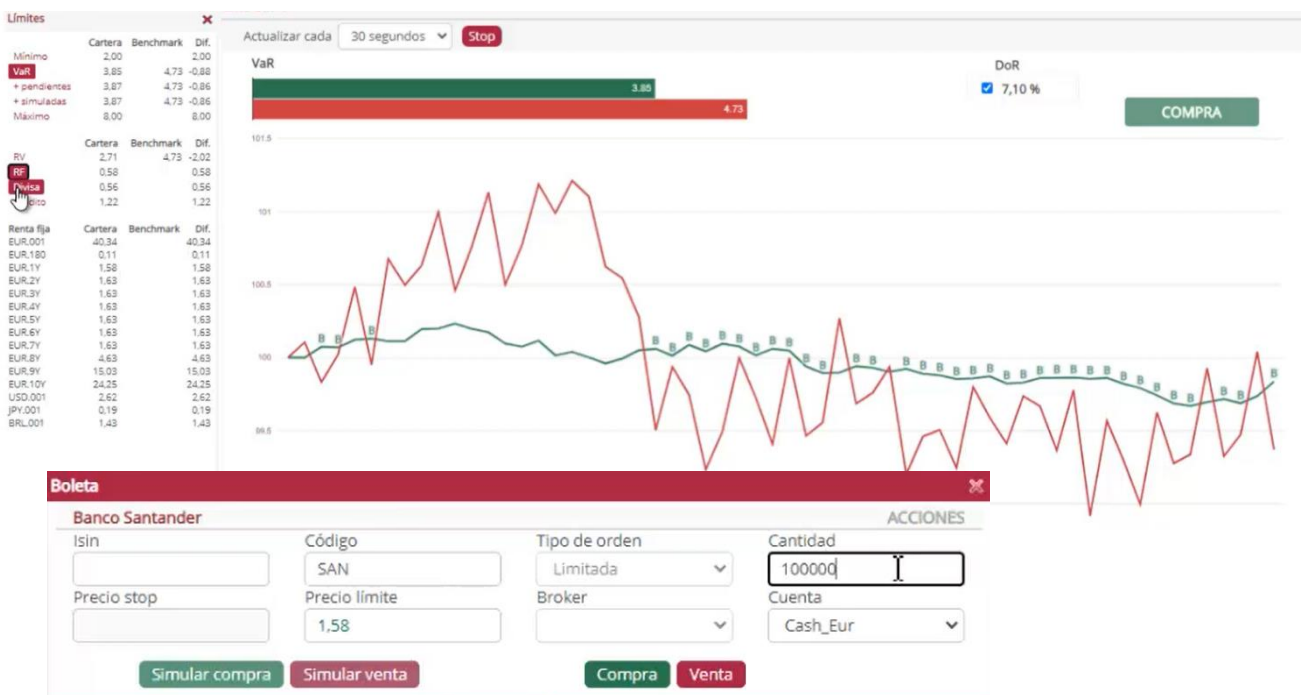 Límites
Cartera Benchmark Dif.
Mínimo 2,00 2,00
VaR 3,85 4,73 -0,88
+ pendientes 3,87 4,73 -0,86
+ simuladas 3,87 4,73 -0,86
Máximo 8,00 8,00
Cartera Benchmark Dif.
RV 2,71 4,73 -2,02
RF 0,58 0,58
Divisa 0,56 0,56
dito 1,22 1,22
Renta fija Cartera Benchmark Dif.
EUR.001 40,34 40,34
EUR.180 0,11 0,11
EUR.1Y 1,58 1,58
EUR.2Y 1,63 1,63
EUR.3Y 1,63 1,63
EUR.4Y 1,63 1,63
EUR.5Y 1,63 1,63
EUR.6Y 1,63 1,63
EUR.7Y 1,63 1,63
EUR.8Y 4,63 4,63
EUR.9Y 15,03 15,03
EUR.10Y 24,25 24,25
USD.001 2,62 2,62
JPY.001 0,19 0,19
BRL.001 1,43 1,43
Actualizar cada 30 segundos Stop
VaR
3.85
4.73
DoR
7,10 %
COMPRA
101.5
101
100.5
100
99.5
B B B B B B B B B B B B B B B B B B B B B B B B B B B B B B B B B B B B
Boleta
Banco Santander ACCIONES
Isin Código Tipo de orden Cantidad
SAN Limitada 100000
Precio stop Precio límite Broker Cuenta
1,58 Cash_Eur
Simular compra Simular venta Compra Venta